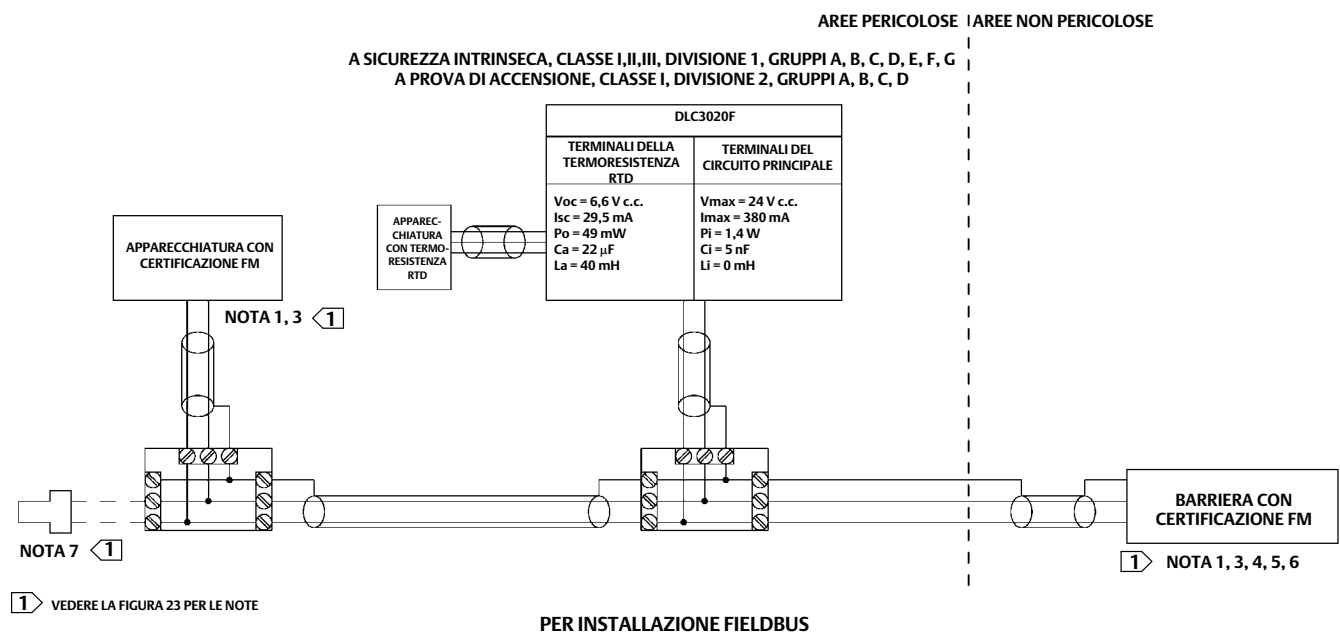 AREE PERICOLOSE
AREE NON PERICOLOSE
A SICUREZZA INTRINSECA, CLASSE I,II,III, DIVISIONE 1, GRUPPI A, B, C, D, E, F, G
A PROVA DI ACCENSIONE, CLASSE I, DIVISIONE 2, GRUPPI A, B, C, D
DLC3020F
TERMINALI DELLA
TERMORESISTENZA
RTD
Voc = 6,6 V c.c.
Isc = 29,5 mA
Po = 49 mW
Ca = 22 μF
La = 40 mH
TERMINALI DEL
CIRCUITO PRINCIPALE
Vmax = 24 V c.c.
Imax = 380 mA
Pi = 1,4 W
Ci = 5 nF
Li = 0 mH
APPAREC-
CHIATURA
CON TERMO-
RESISTENZA
RTD
APPARECCHIATURA CON
CERTIFICAZIONE FM
NOTA 1, 3 1
BARRIERA CON
CERTIFICAZIONE FM
NOTA 7 1
1 NOTA 1, 3, 4, 5, 6
1 VEDERE LA FIGURA 23 PER LE NOTE
PER INSTALLAZIONE FIELDBUS